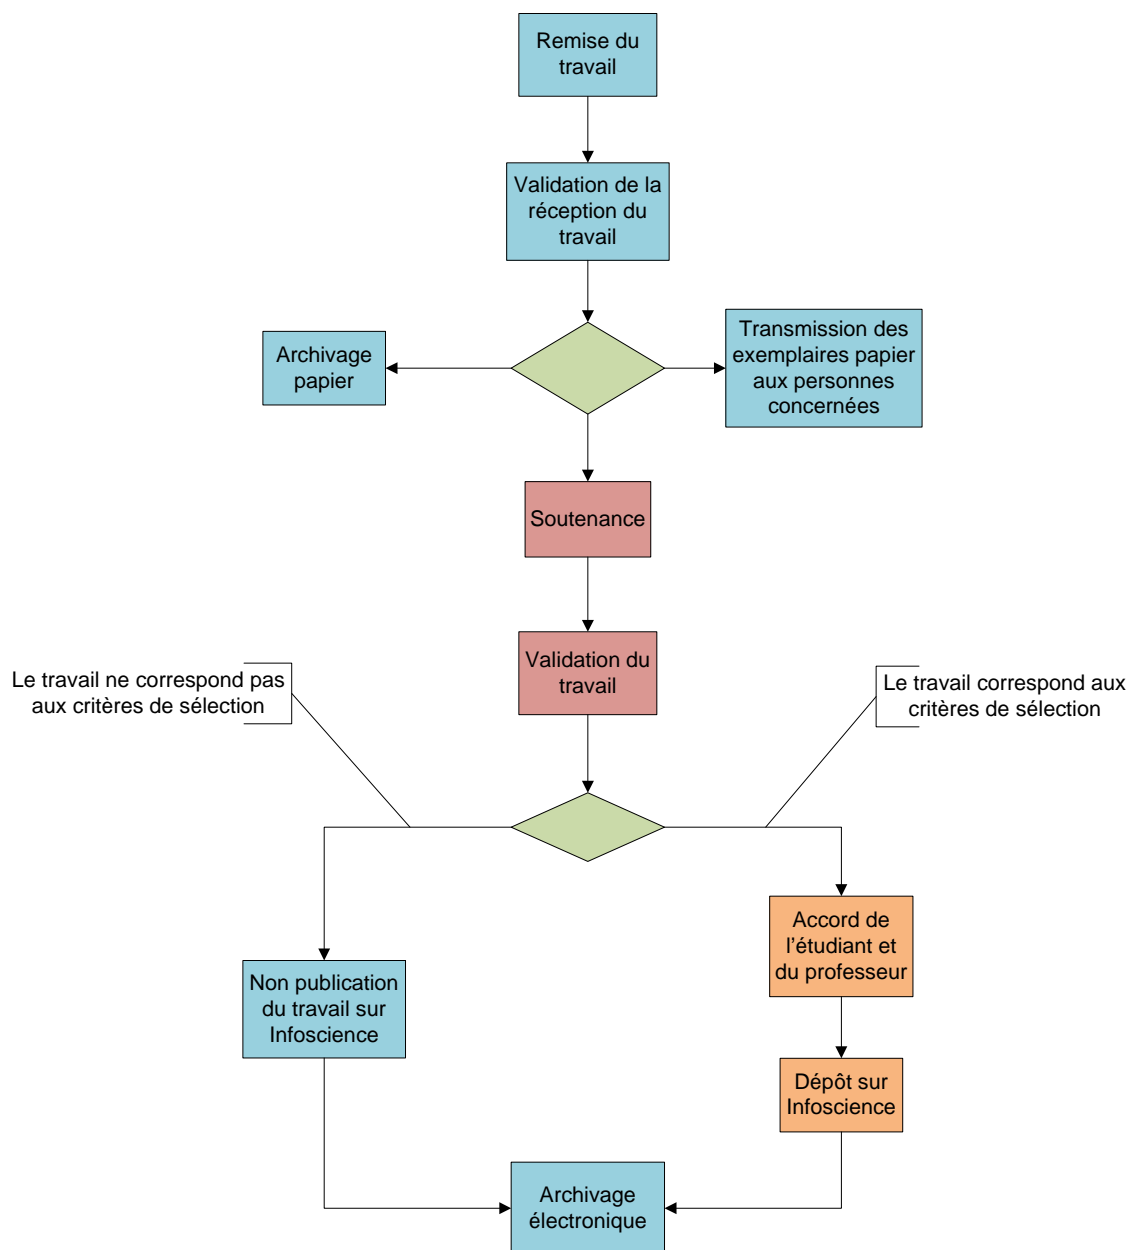 Remise du
travail
Validation de la
réception du
travail
Archivage
papier
Transmission des
exemplaires papier
aux personnes
concernées
Soutenance
Validation du
travail
Le travail ne correspond pas
aux critères de sélection
Le travail correspond aux
critères de sélection
Accord de
l'étudiant et
du professeur
Non publication
du travail sur
Infoscience
Dépôt sur
Infoscience
Archivage
électronique